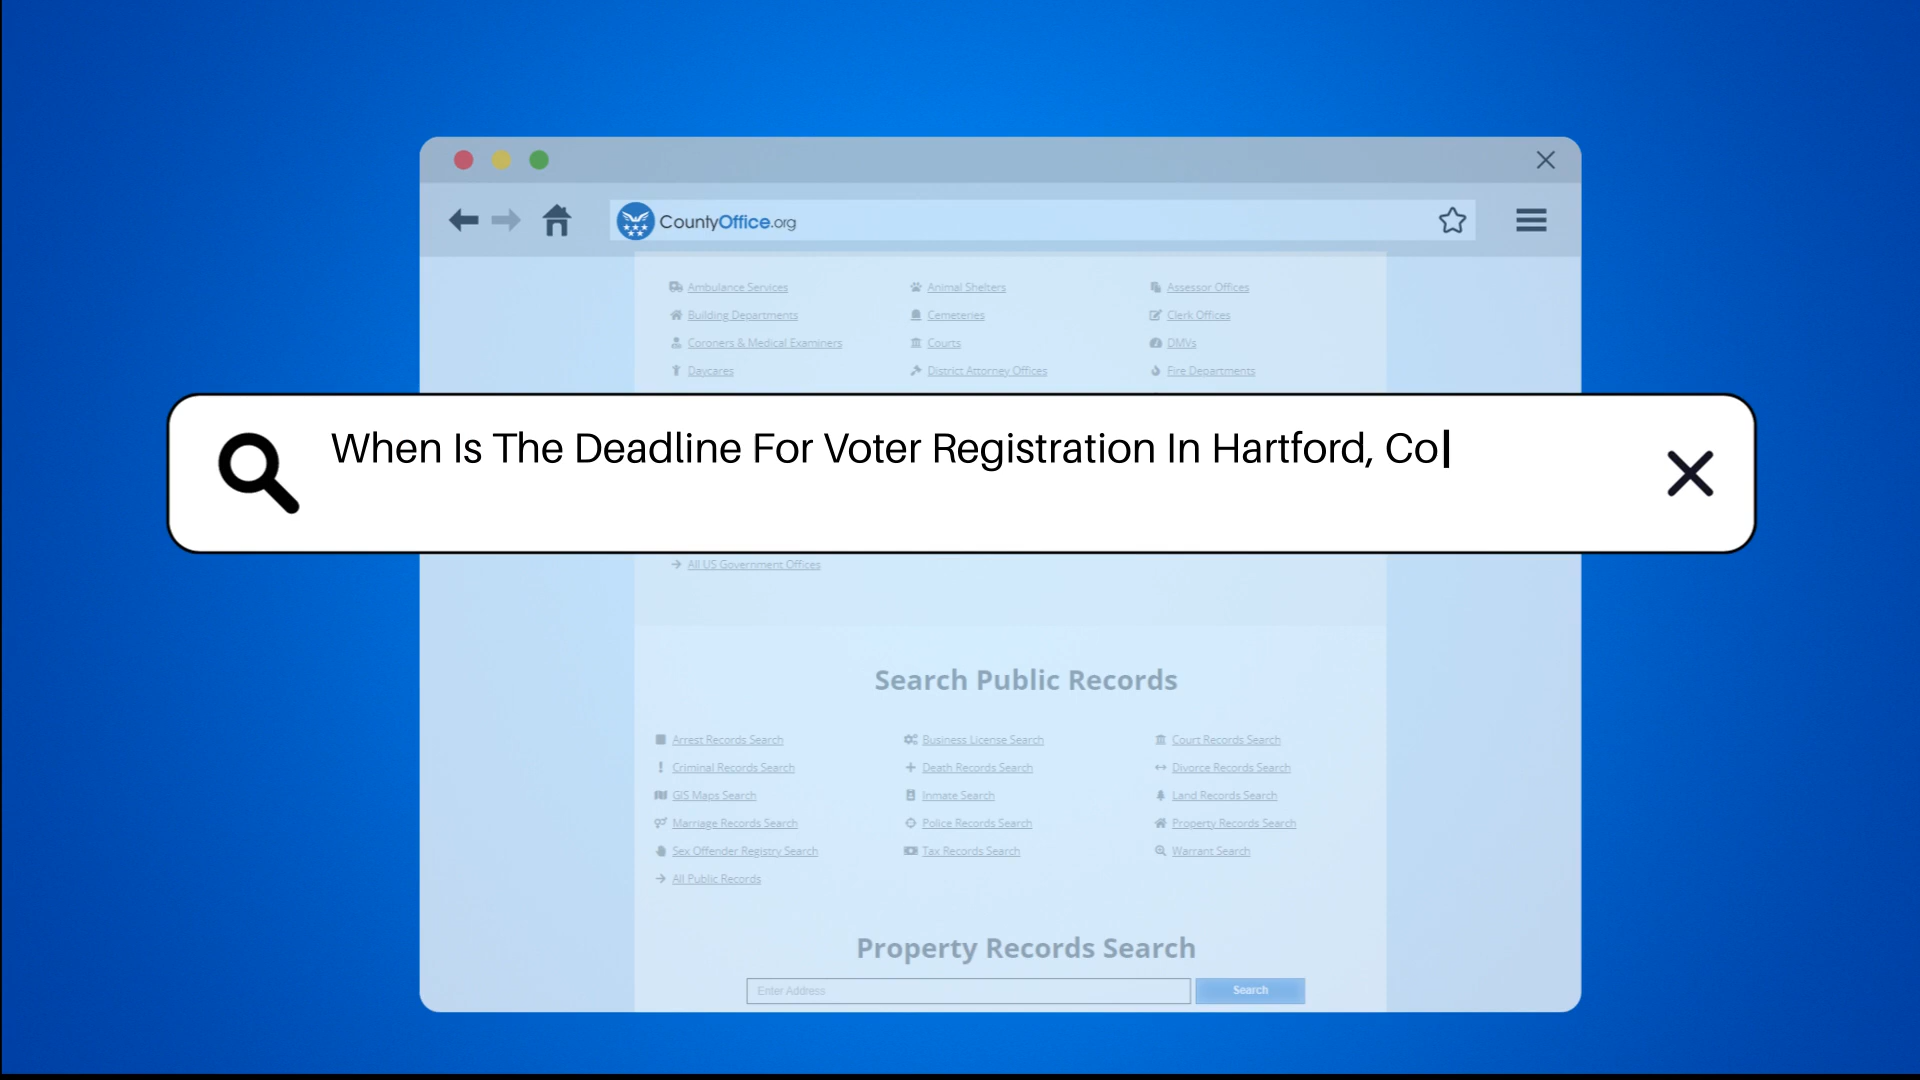 CountyOffice.org
Ambulance Services Animal Shelters Assessor Offices
Building Departments Cemeteries Clerk Offices
Coroners & Medical Examiners Courts DMVs
Daycares District Attorney Offices Fire Departments
When Is The Deadline For Voter Registration In Hartford, Co
All US Government Offices
Search Public Records
Arrest Records Search Business License Search Court Records Search
Criminal Records Search Death Records Search Divorce Records Search
GIS Maps Search Inmate Search Land Records Search
Marriage Records Search Police Records Search Property Records Search
Sex Offender Registry Search Tax Records Search Warrant Search
All Public Records
Property Records Search
Enter Address Search